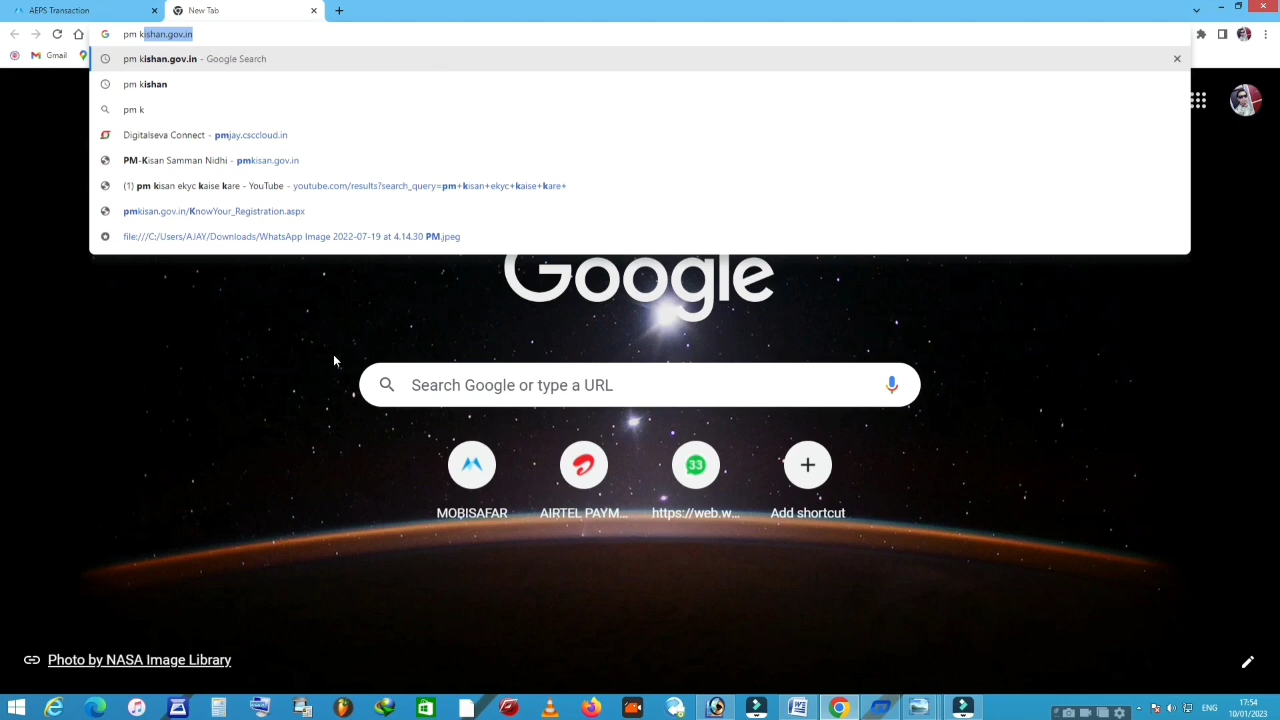 AEPS Transaction
New Tab
pm kishan.gov.in
Gmail
pm kishan.gov.in - Google Search
pm kishan
pm k
Digitalseva Connect - pmjay.csccloud.in
PM-Kisan Samman Nidhi - pmkisan.gov.in
(1) pm kisan ekyc kaise kare - YouTube - youtube.com/results?search_query=pm+kisan+ekyc+kaise+kare+
pmkisan.gov.in/KnowYour_Registration.aspx
file:///C:/Users/AJAY/Downloads/WhatsApp Image 2022-07-19 at 4.14.30 PM.jpeg
Google
Search Google or type a URL
33
MOBISAFAR
AIRTEL PAYM...
https://web.w...
Add shortcut
Photo by NASA Image Library
ENG
17:54
10/01/2023